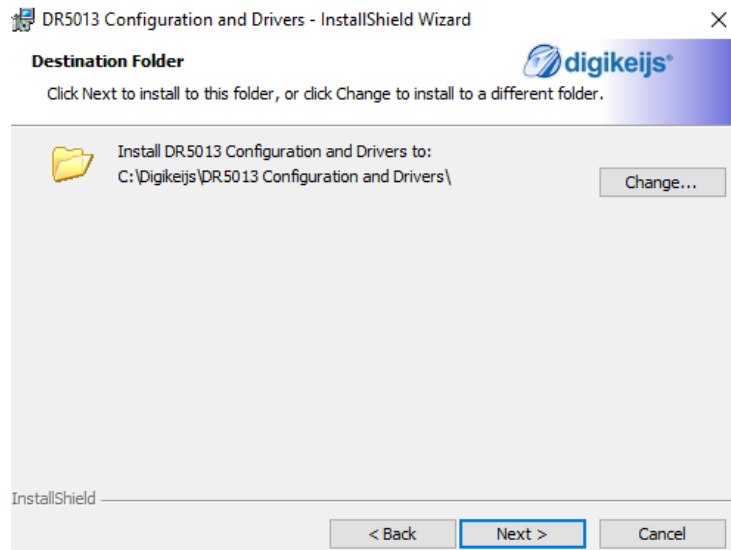 DR5013 Configuration and Drivers - InstallShield Wizard
Destination Folder
digikeijs®
Click Next to install to this folder, or click Change to install to a different folder.
Install DR5013 Configuration and Drivers to:
C:\Digikeijs\DR5013 Configuration and Drivers\
Change...
InstallShield
< Back
Next >
Cancel